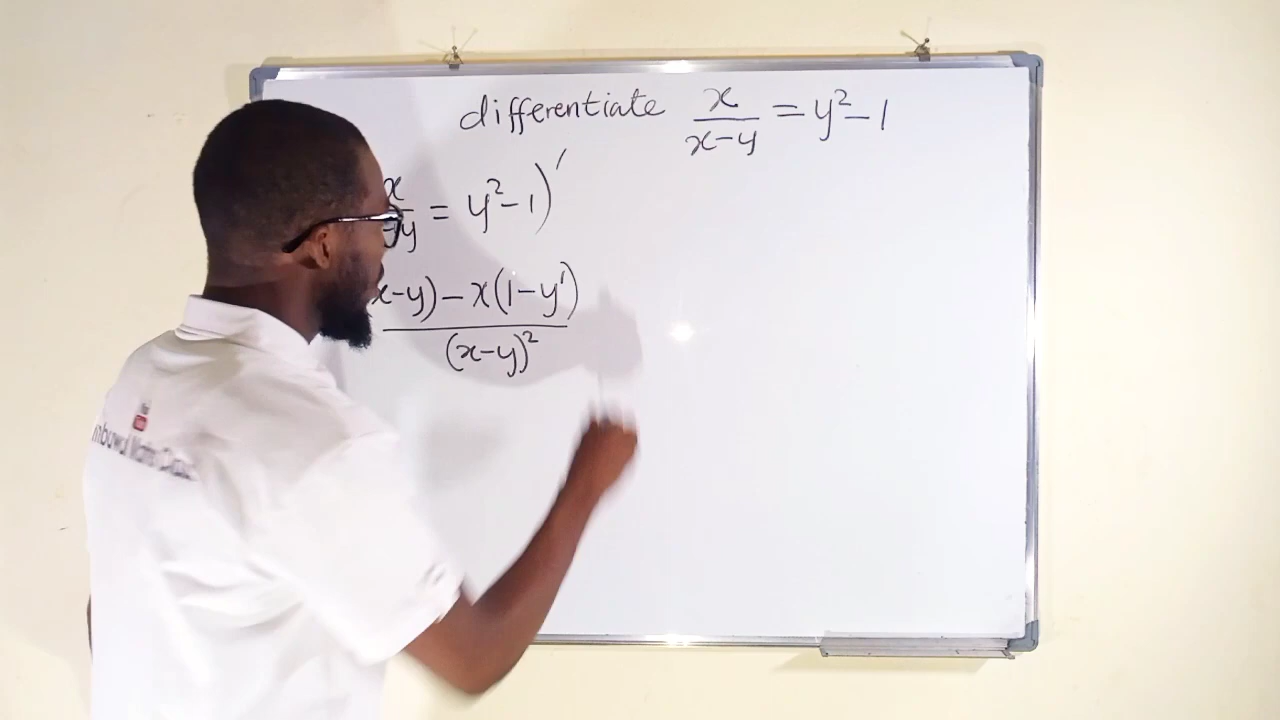 differentiate x/(x-y) = y²-1
x/-y = y²-1)′
x-y) - x(1-y′)
(x-y)²